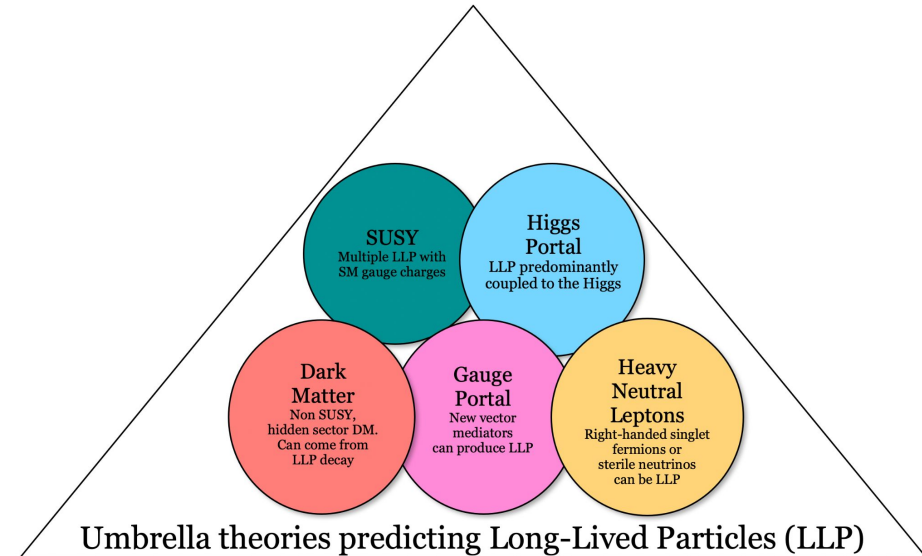 SUSY
Multiple LLP with
SM gauge charges
Higgs
Portal
LLP predominantly
coupled to the Higgs
Dark
Matter
Non SUSY,
hidden sector DM.
Can come from
LLP decay
Gauge
Portal
New vector
mediators
can produce LLP
Heavy
Neutral
Leptons
Right-handed singlet
fermions or
sterile neutrinos
can be LLP
Umbrella theories predicting Long-Lived Particles (LLP)